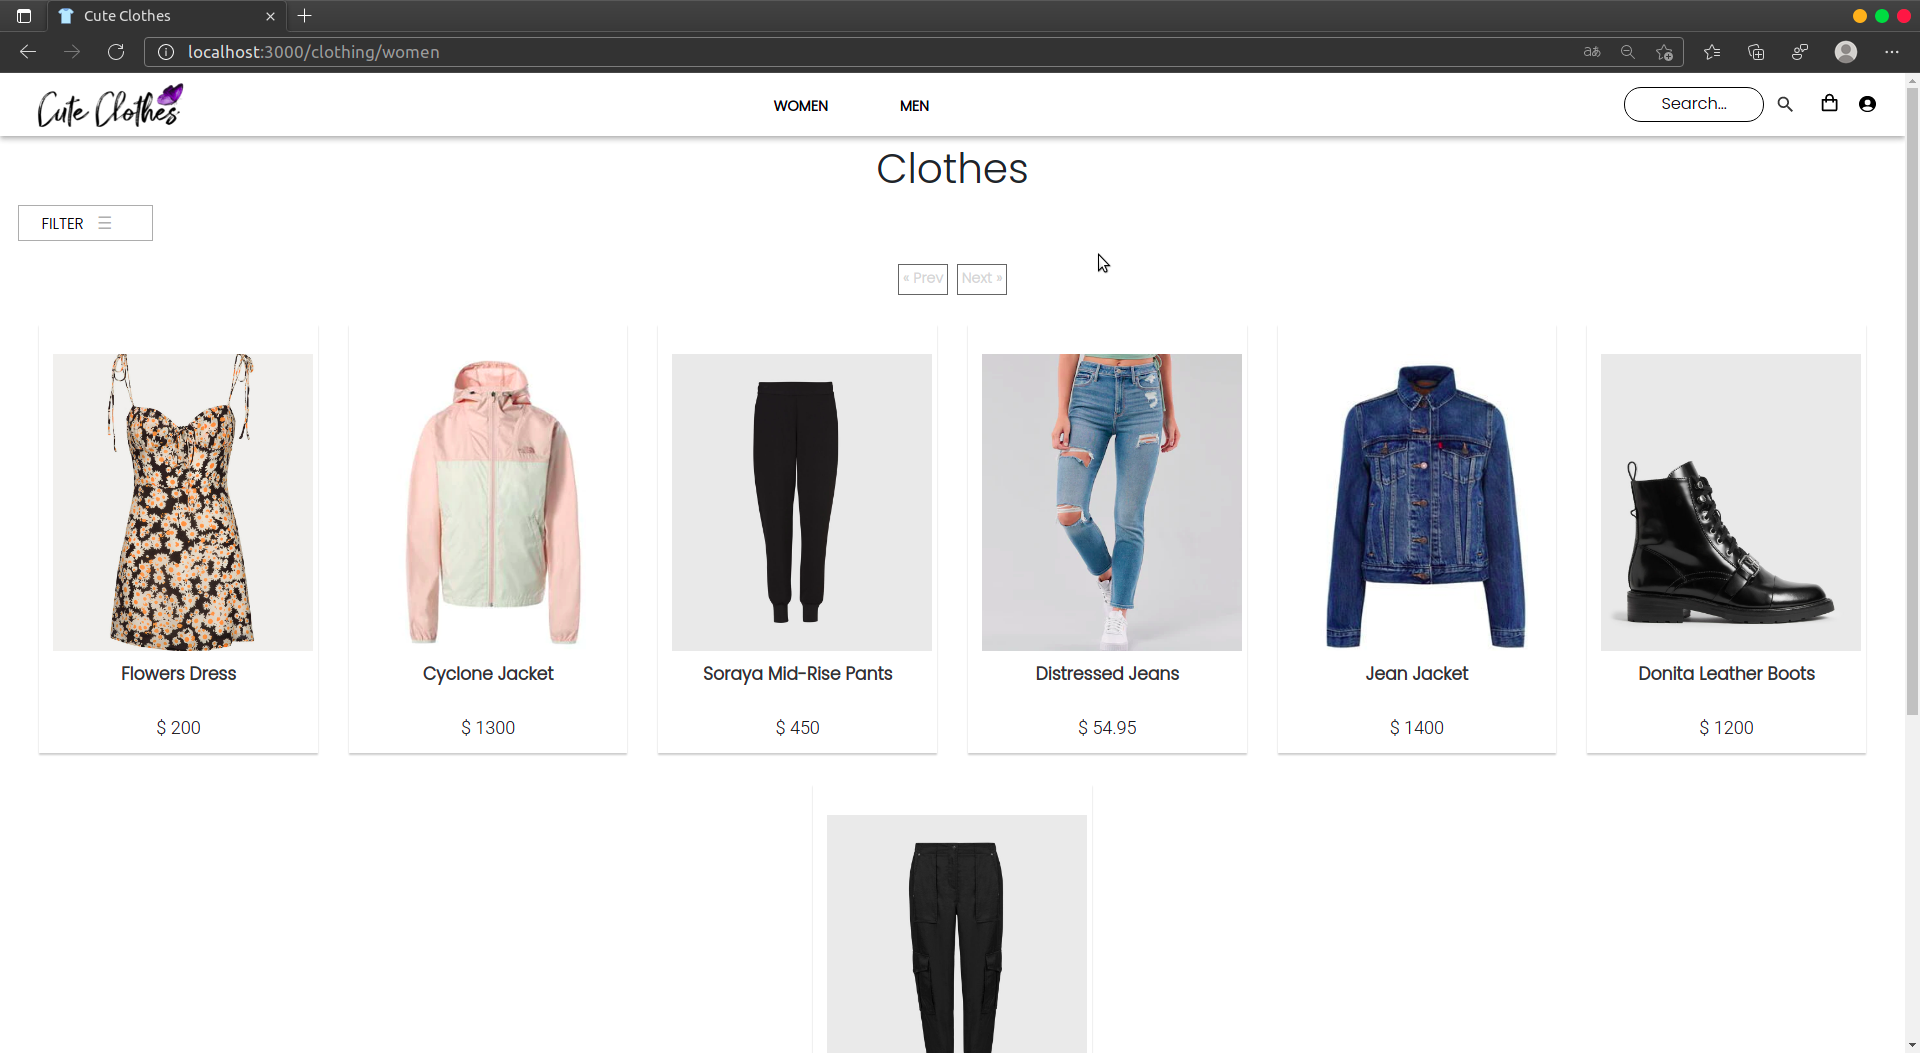 Cute Clothes
localhost:3000/clothing/women
Cute Clothes
WOMEN
MEN
Search...
Clothes
FILTER
« Prev
Next »
Flowers Dress
Cyclone Jacket
Soraya Mid-Rise Pants
Distressed Jeans
Jean Jacket
Donita Leather Boots
$ 200
$ 1300
$ 450
$ 54.95
$ 1400
$ 1200